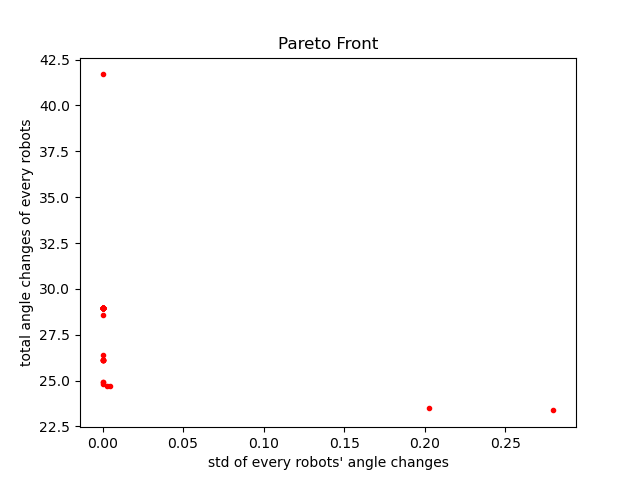 Pareto Front
total angle changes of every robots
42.5
40.0
37.5
35.0
32.5
30.0
27.5
25.0
22.5
0.00 0.05 0.10 0.15 0.20 0.25
std of every robots' angle changes